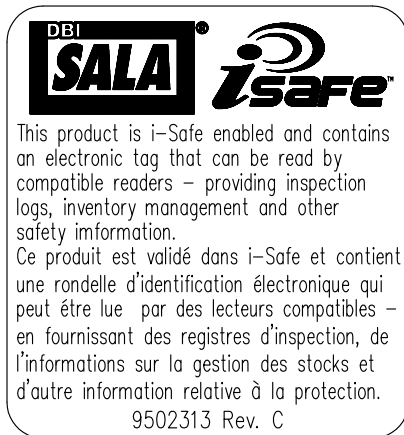 DBI
SALA®
isafe™
This product is i-Safe enabled and contains
an electronic tag that can be read by
compatible readers – providing inspection
logs, inventory management and other
safety imformation.
Ce produit est validé dans i-Safe et contient
une rondelle d'identification électronique qui
peut étre lue par des lecteurs compatibles –
en fournissant des registres d'inspection, de
l'informations sur la gestion des stocks et
d'autre information relative à la protection.
9502313 Rev. C